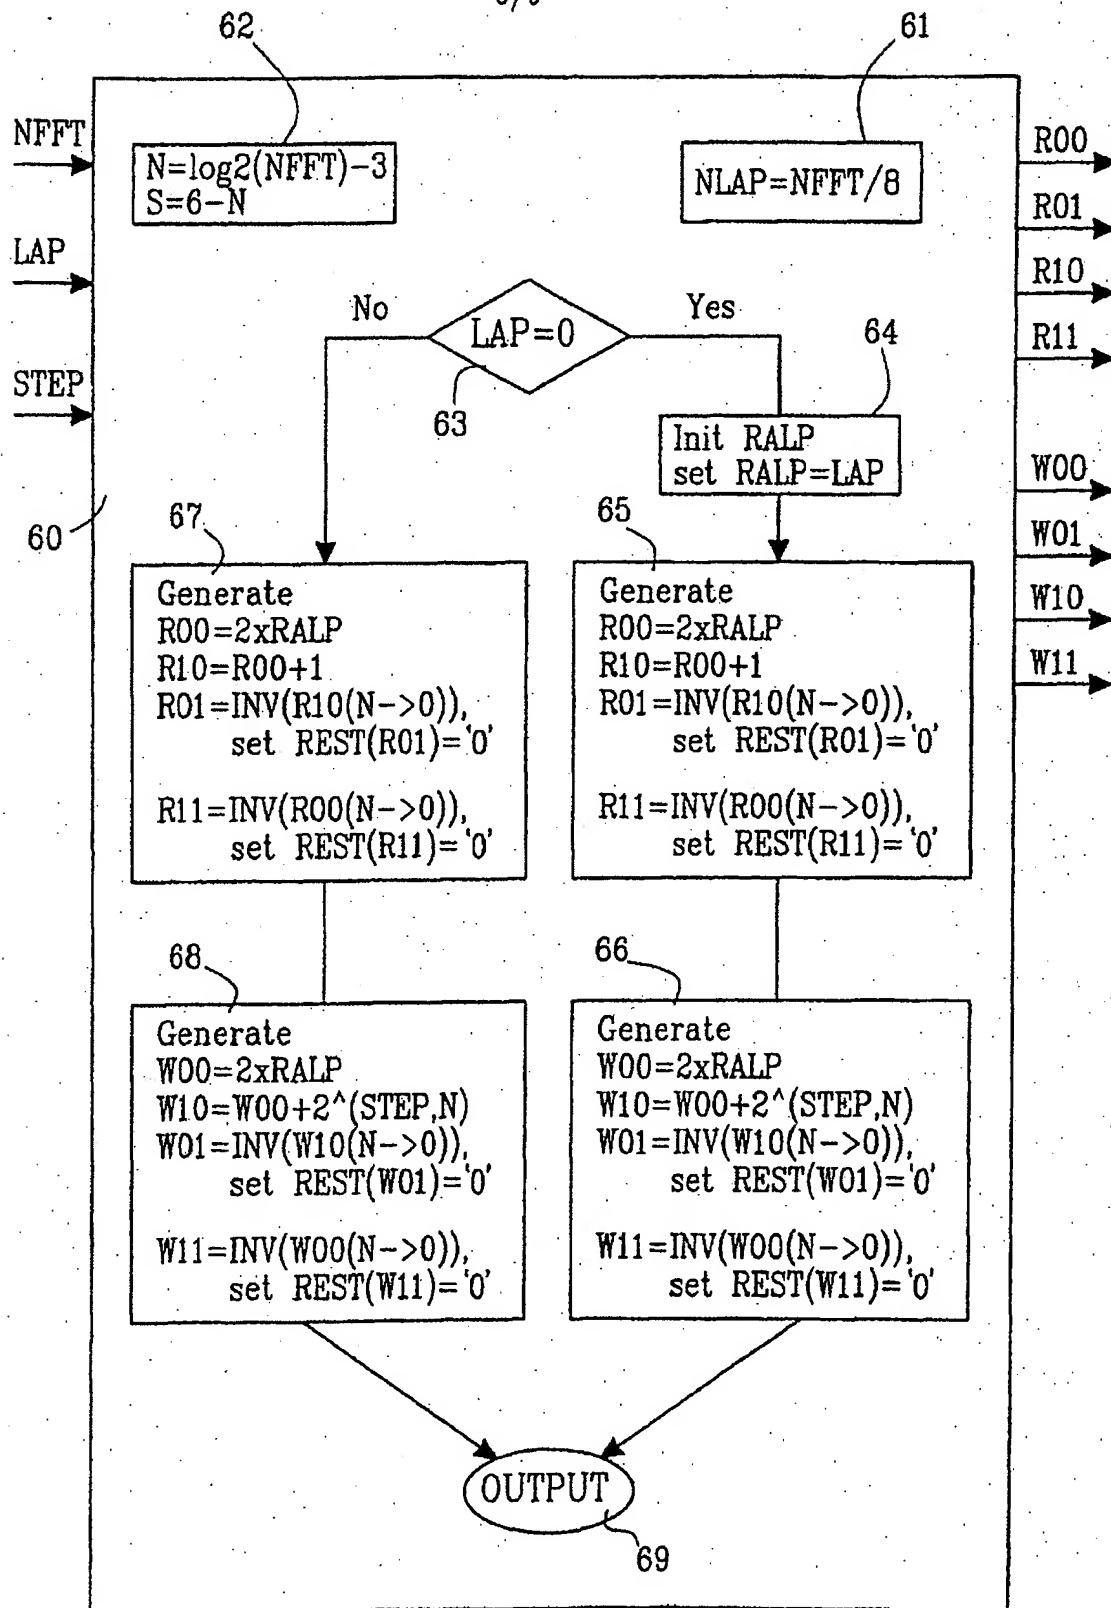 62
61
NFFT
LAP
STEP
N=log2(NFFT)-3
S=6-N
NLAP=NFFT/8
R00
R01
R10
R11
W00
W01
W10
W11
No
LAP=0
Yes
63
64
Init RALP
set RALP=LAP
60
67
Generate
R00=2xRALP
R10=R00+1
R01=INV(R10(N->0)),
set REST(R01)='0'
R11=INV(R00(N->0)),
set REST(R11)='0'
65
Generate
R00=2xRALP
R10=R00+1
R01=INV(R10(N->0)),
set REST(R01)='0'
R11=INV(R00(N->0)),
set REST(R11)='0'
68
Generate
W00=2xRALP
W10=W00+2^(STEP,N)
W01=INV(W10(N->0)),
set REST(W01)='0'
W11=INV(W00(N->0)),
set REST(W11)='0'
66
Generate
W00=2xRALP
W10=W00+2^(STEP,N)
W01=INV(W10(N->0)),
set REST(W01)='0'
W11=INV(W00(N->0)),
set REST(W11)='0'
OUTPUT
69